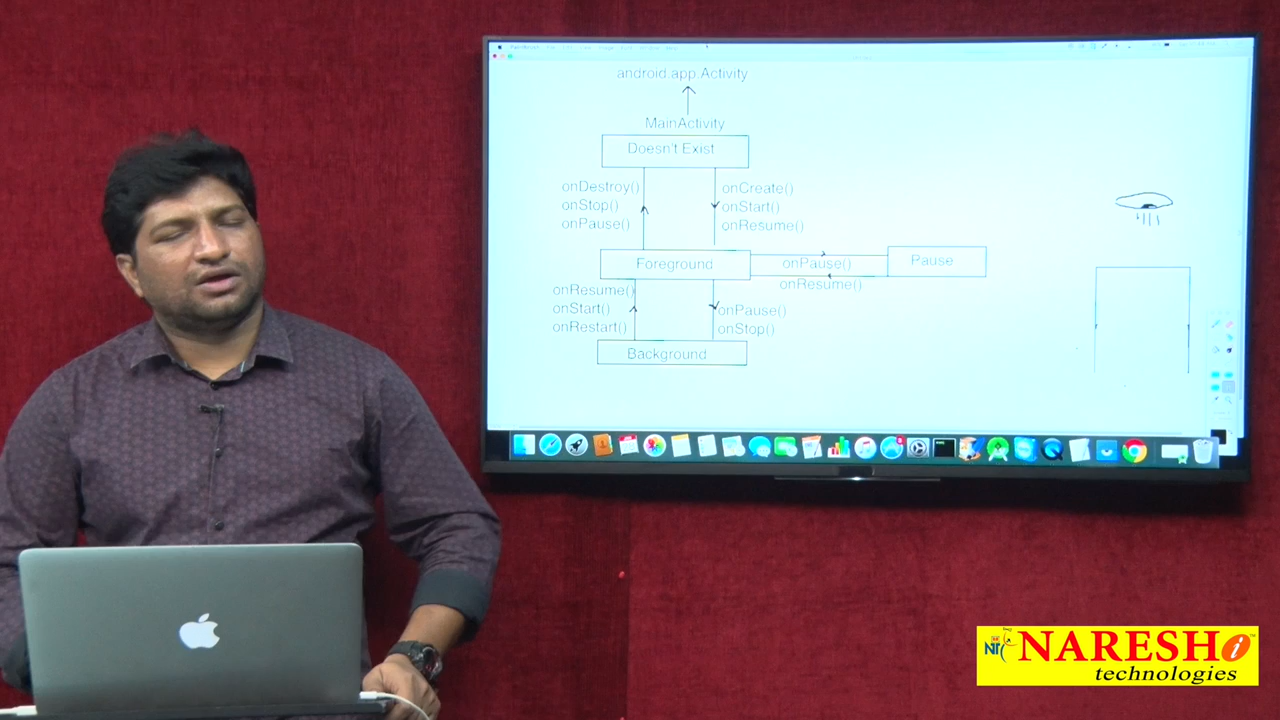 android.app.Activity
MainActivity
Doesn't Exist
onDestroy()
onStop()
onPause()
onCreate()
onStart()
onResume()
Foreground
onPause()
onResume()
Pause
onResume()
onStart()
onRestart()
onPause()
onStop()
Background
NARESH i
technologies